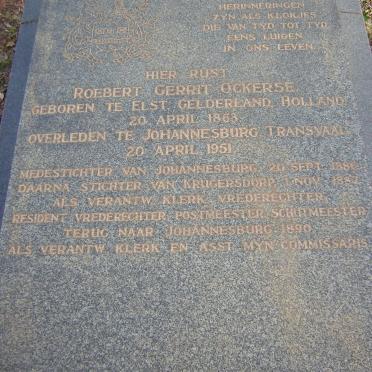 HERINNERINGEN
ZYN ALS KLOKJES
DIE VAN TYD TOT TYD
EENS LUIDEN
IN ONS LEVEN.
HIER RUST
ROEBERT GERRIT OCKERSE.
GEBOREN TE ELST, GELDERLAND, HOLLAND
20 APRIL 1863.
OVERLEDEN TE JOHANNESBURG TRANSVAAL
20 APRIL 1951.
MEDESTICHTER VAN JOHANNESBURG, 20 SEPT. 1886
DAARNA STICHTER VAN KRUGERSDORP, 1 NOV. 1887
ALS VERANTW. KLERK, VREDERECHTER,
RESIDENT VREDERECHTER, POSTMEESTER, SCHUTMEESTER
TERUG NAAR JOHANNESBURG 1890
ALS VERANTW KLERK EN ASST. MYN COMMISSARIS